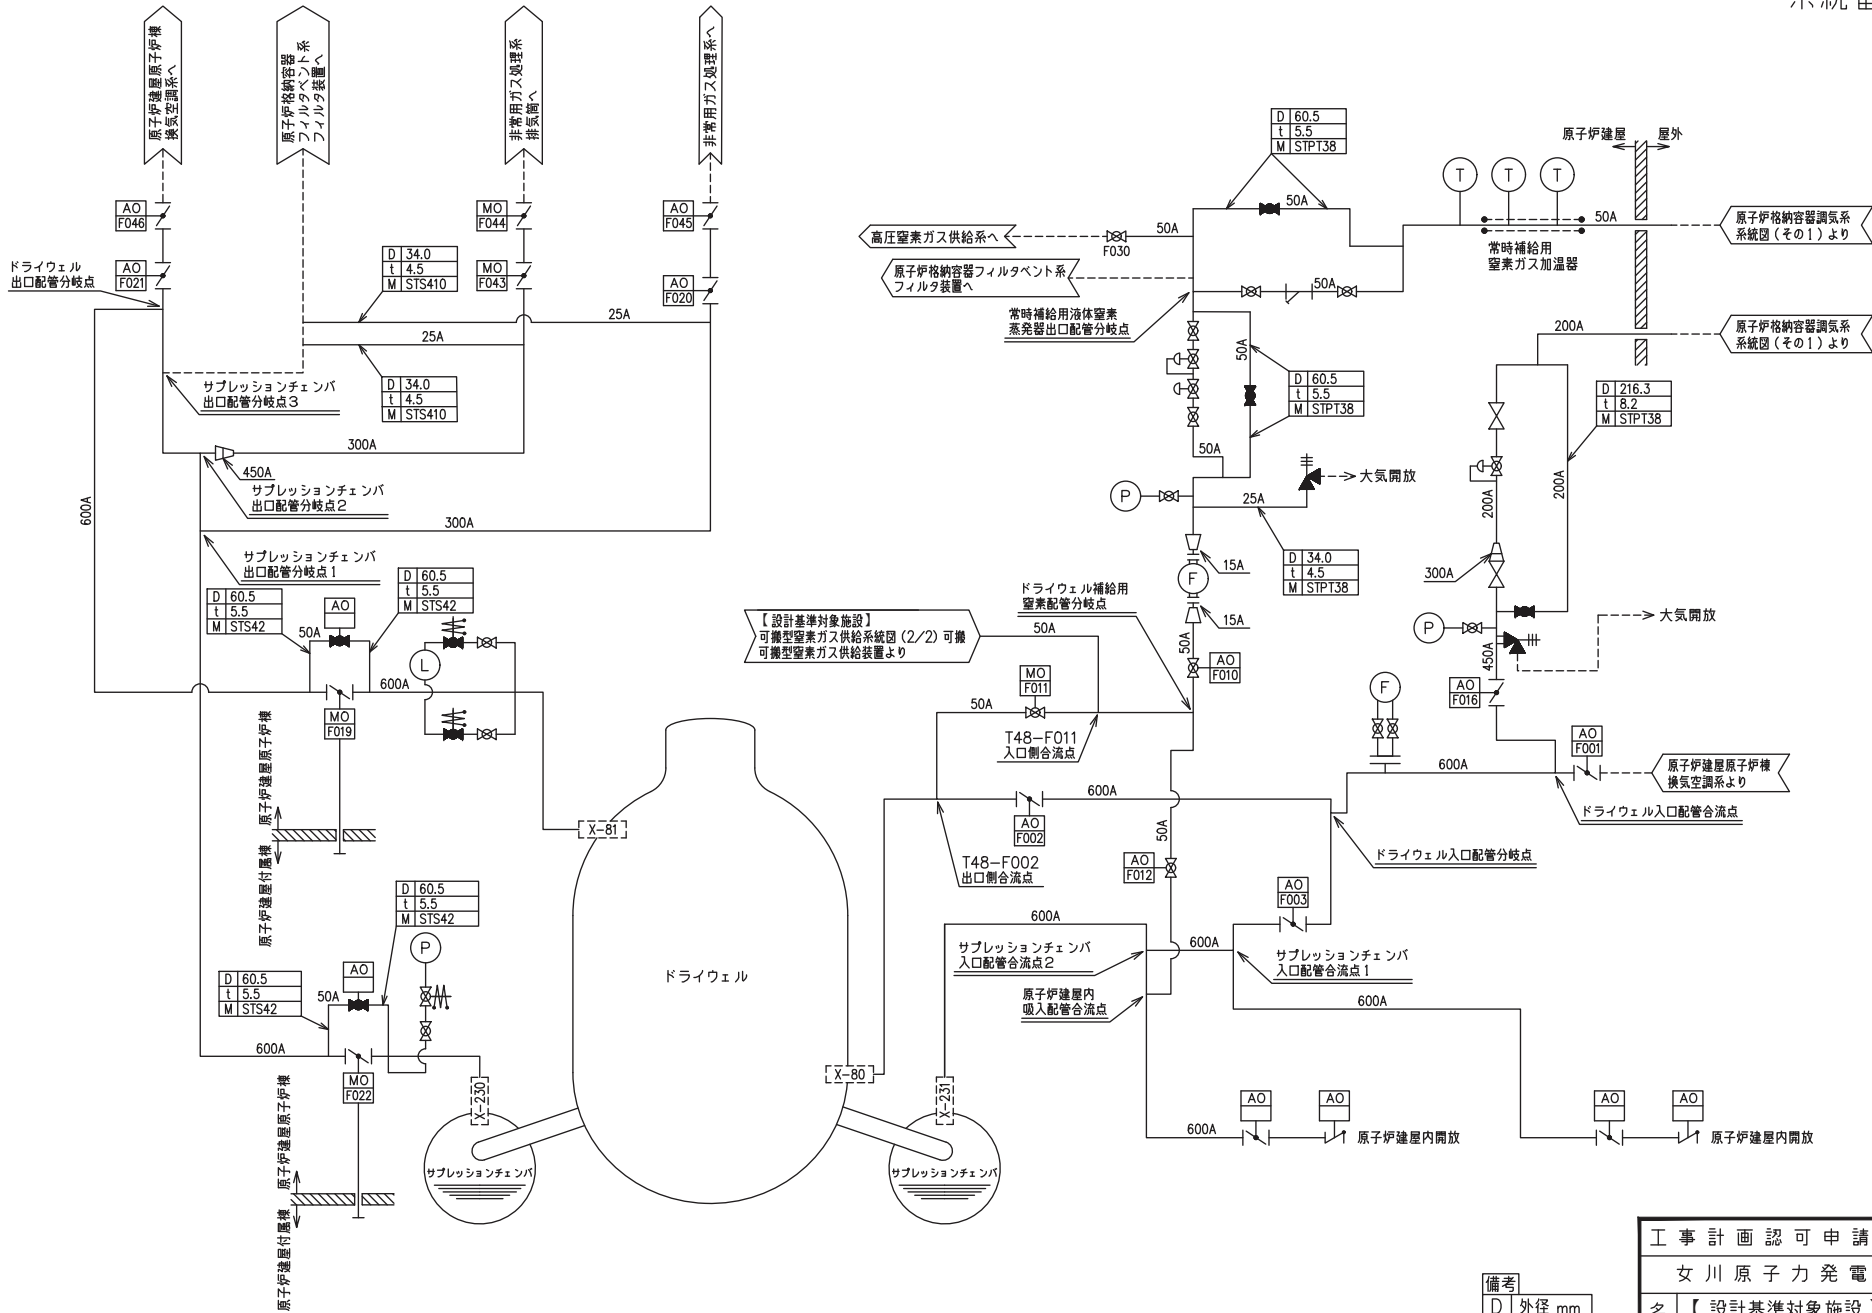 原子炉建屋原子炉棟
換気空調系へ
原子炉格納容器
フィルタベント系
フィルタ装置へ
非常用ガス処理系
排気筒へ
非常用ガス処理系へ
AO
F046
MO
F044
AO
F045
ドライウェル
出口配管分岐点
AO
F021
MO
F043
AO
F020
D 34.0
t 4.5
M STS410
25A
25A
D 34.0
t 4.5
M STS410
サプレッションチェンバ
出口配管分岐点3
300A
450A
サプレッションチェンバ
出口配管分岐点2
600A
300A
サプレッションチェンバ
出口配管分岐点1
D 60.5
t 5.5
M STS42
AO
50A
D 60.5
t 5.5
M STS42
L
600A
MO
F019
原子炉建屋原子炉棟
原子炉建屋付属棟
X-81
D 60.5
t 5.5
M STS42
P
D 60.5
t 5.5
M STS42
AO
50A
600A
MO
F022
原子炉建屋原子炉棟
原子炉建屋付属棟
X-230
サプレッションチェンバ
ドライウェル
X-80
X-231
サプレッションチェンバ
D 60.5
t 5.5
M STPT38
50A
高圧窒素ガス供給系へ
F030
50A
原子炉格納容器フィルタベント系
フィルタ装置へ
50A
常時補給用液体窒素
蒸発器出口配管分岐点
原子炉建屋
屋外
T
T
T
50A
常時補給用
窒素ガス加温器
原子炉格納容器調気系
系統図(その1)より
200A
原子炉格納容器調気系
系統図(その1)より
50A
D 60.5
t 5.5
M STPT38
50A
D 216.3
t 8.2
M STPT38
P
25A
大気開放
200A
200A
15A
F
15A
D 34.0
t 4.5
M STPT38
300A
ドライウェル補給用
窒素配管分岐点
【設計基準対象施設】
可搬型窒素ガス供給系統図(2/2)可搬
可搬型窒素ガス供給装置より
50A
50A
AO
F010
P
大気開放
450A
MO
F011
50A
T48-F011
入口側合流点
F
AO
F016
AO
F001
600A
原子炉建屋原子炉棟
換気空調系より
ドライウェル入口配管合流点
600A
AO
F002
T48-F002
出口側合流点
50A
AO
F012
ドライウェル入口配管分岐点
AO
F003
600A
サプレッションチェンバ
入口配管合流点2
600A
サプレッションチェンバ
入口配管合流点1
原子炉建屋内
吸入配管合流点
600A
AO
AO
600A
原子炉建屋内開放
AO
AO
原子炉建屋内開放
備考
D 外径 mm
工事計画認可申請
女川原子力発電
名 【設計基準対象施設